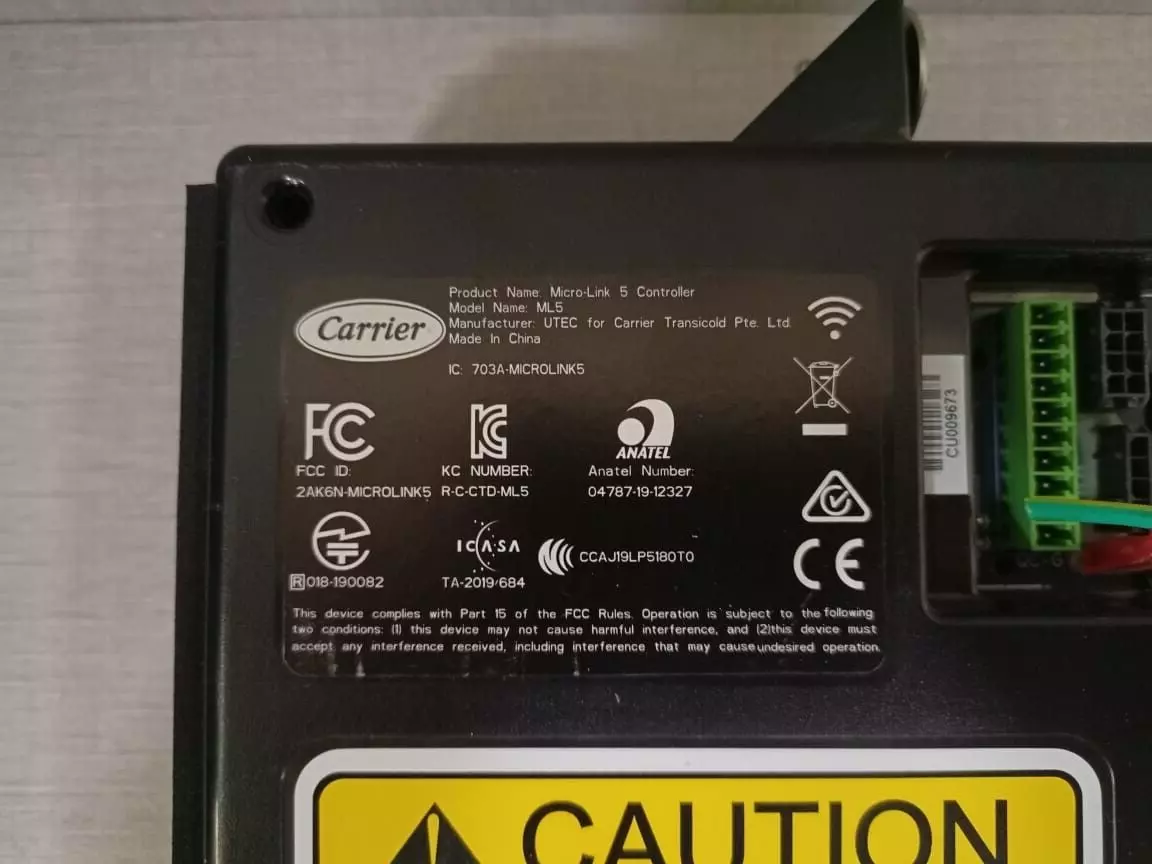 Carrier
Product Name: Micro-Link 5 Controller
Model Name: ML5
Manufacturer: UTEC for Carrier Transicold Pte. Ltd.
Made In China
IC: 703A-MICROLINK5
FC
KC
ANATEL
FCC ID:
KC NUMBER:
Anatel Number:
2AK6N-MICROLINK5
R-C-CTD-ML5
04787-19-12327
ICASA
CCAJ19LP5180T0
CE
R 018-190082
TA-2019/684
This device complies with Part 15 of the FCC Rules. Operation is subject to the following
two conditions: (1) this device may not cause harmful interference, and (2)this device must
accept any interference received, including interference that may cause undesired operation.
CU009673
CAUTION